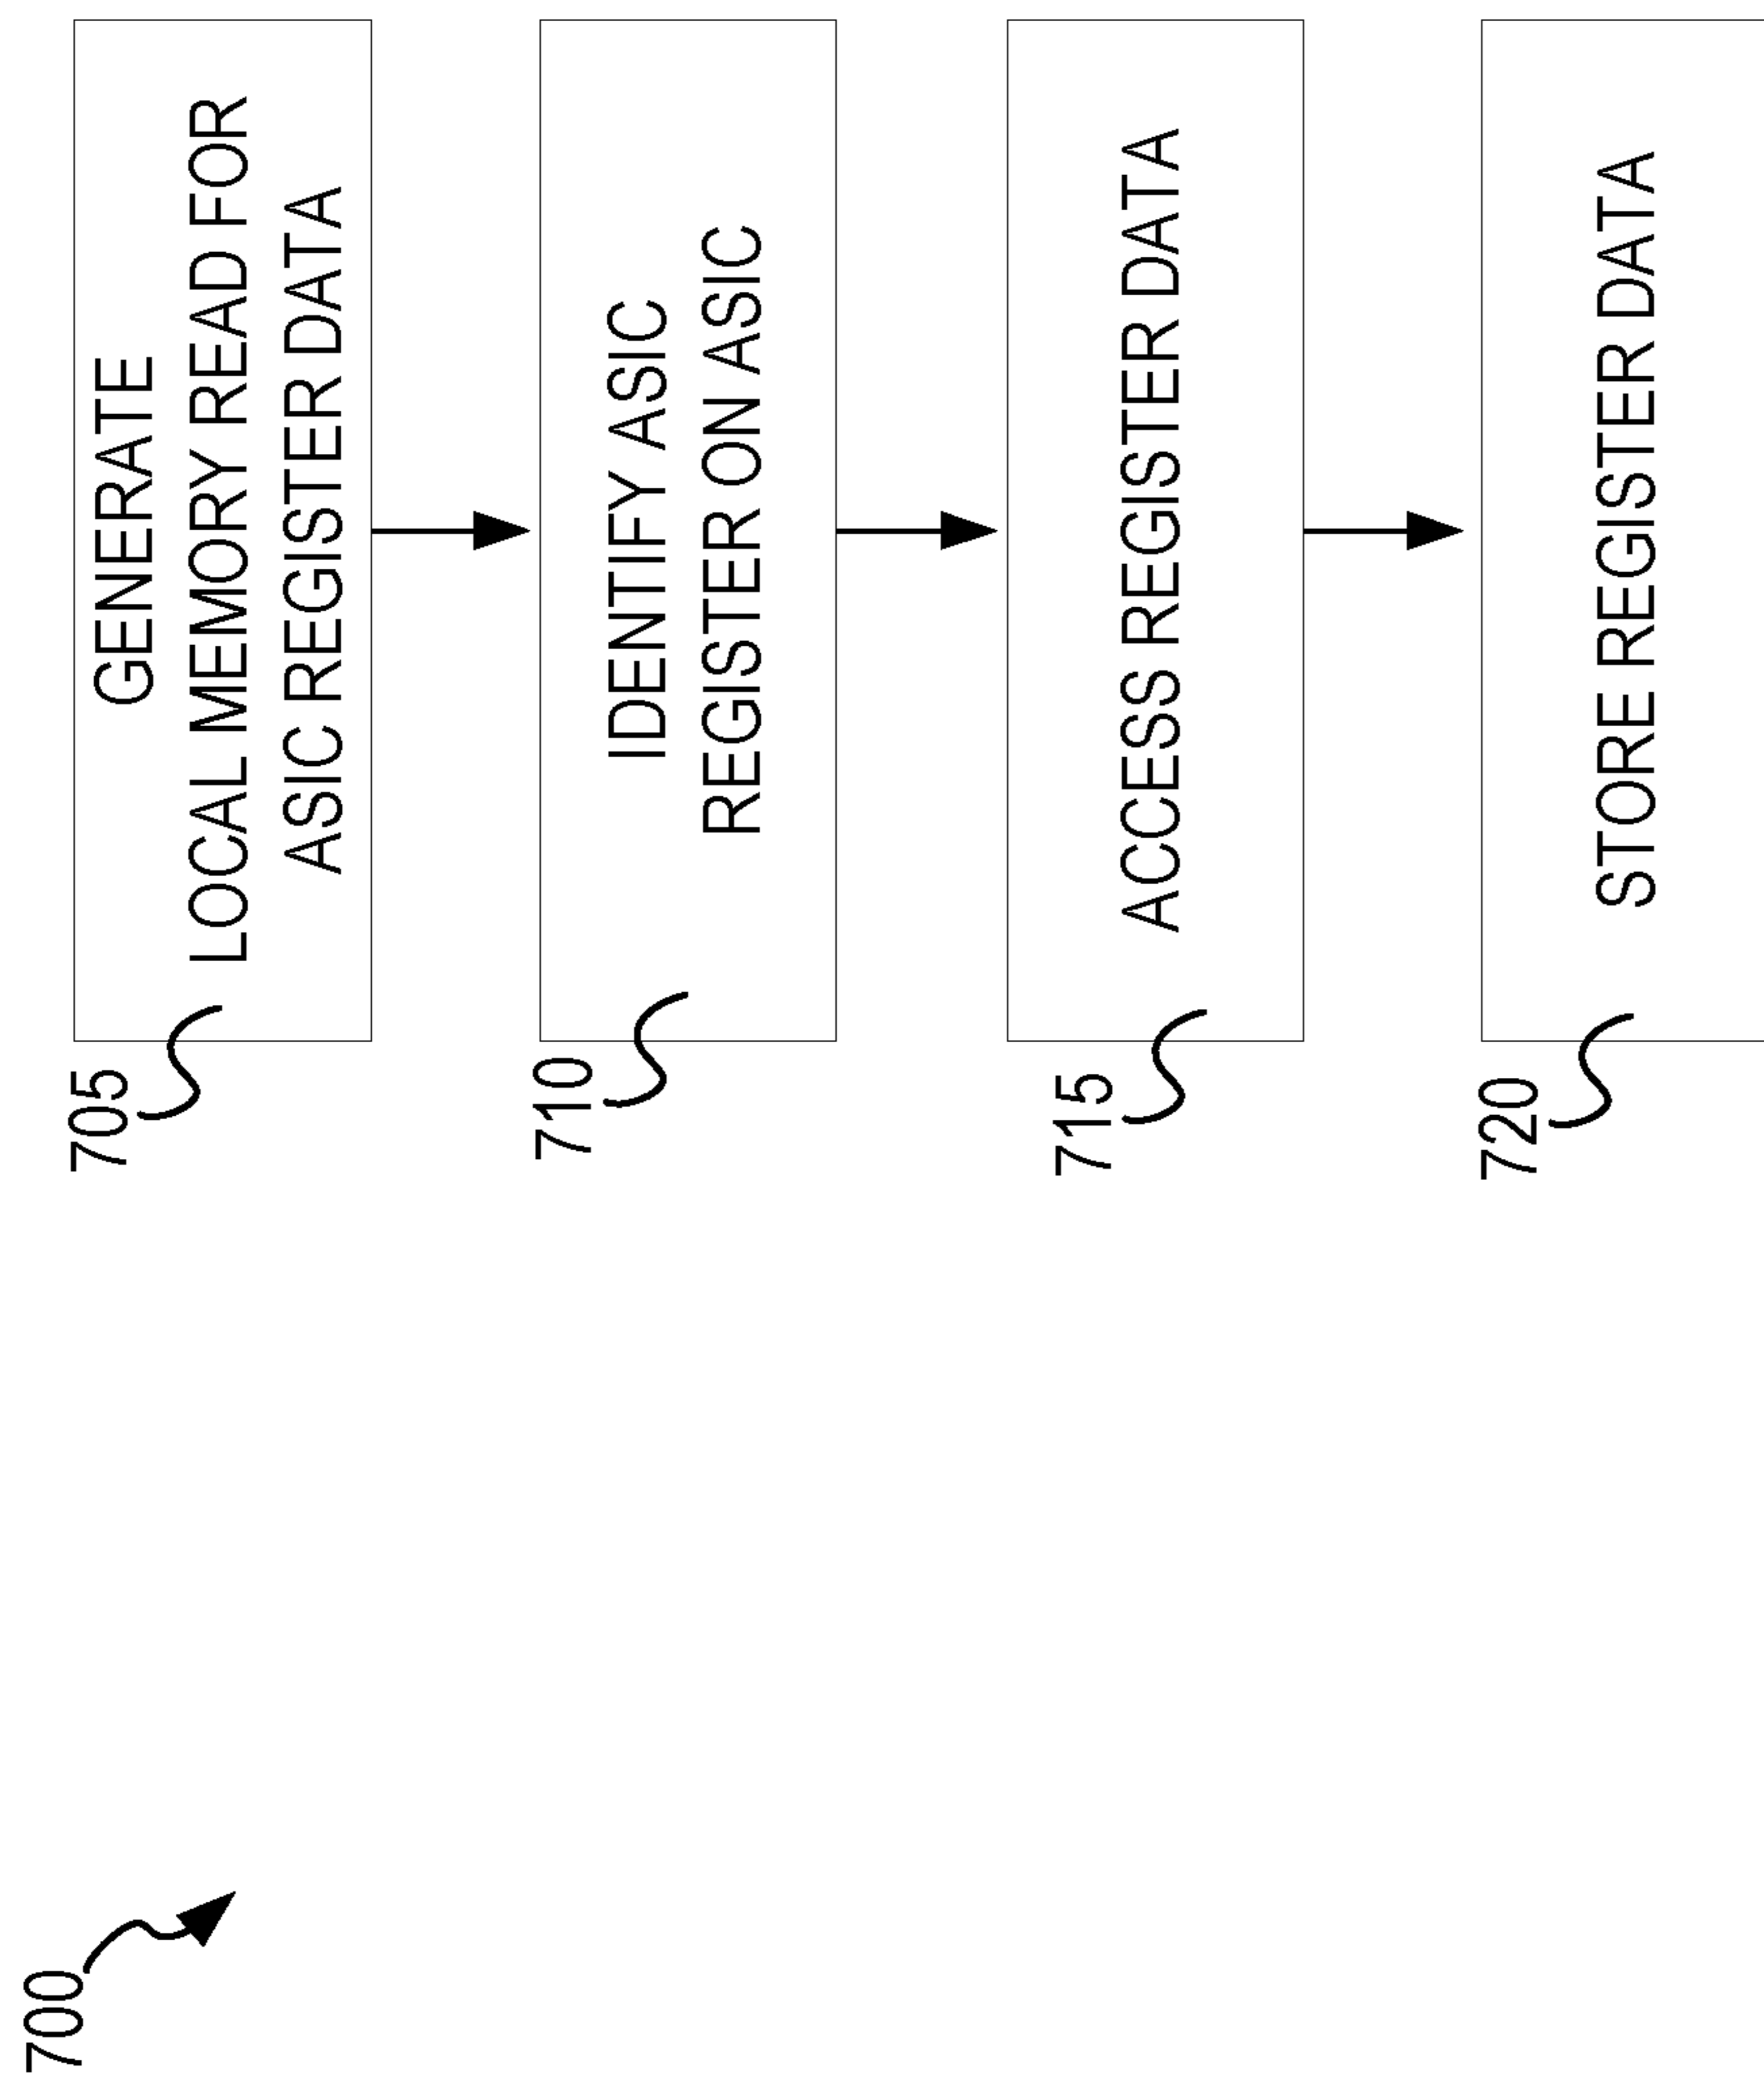 700
705
GENERATE
LOCAL MEMORY READ FOR
ASIC REGISTER DATA
710
IDENTIFY ASIC
REGISTER ON ASIC
715
ACCESS REGISTER DATA
720
STORE REGISTER DATA